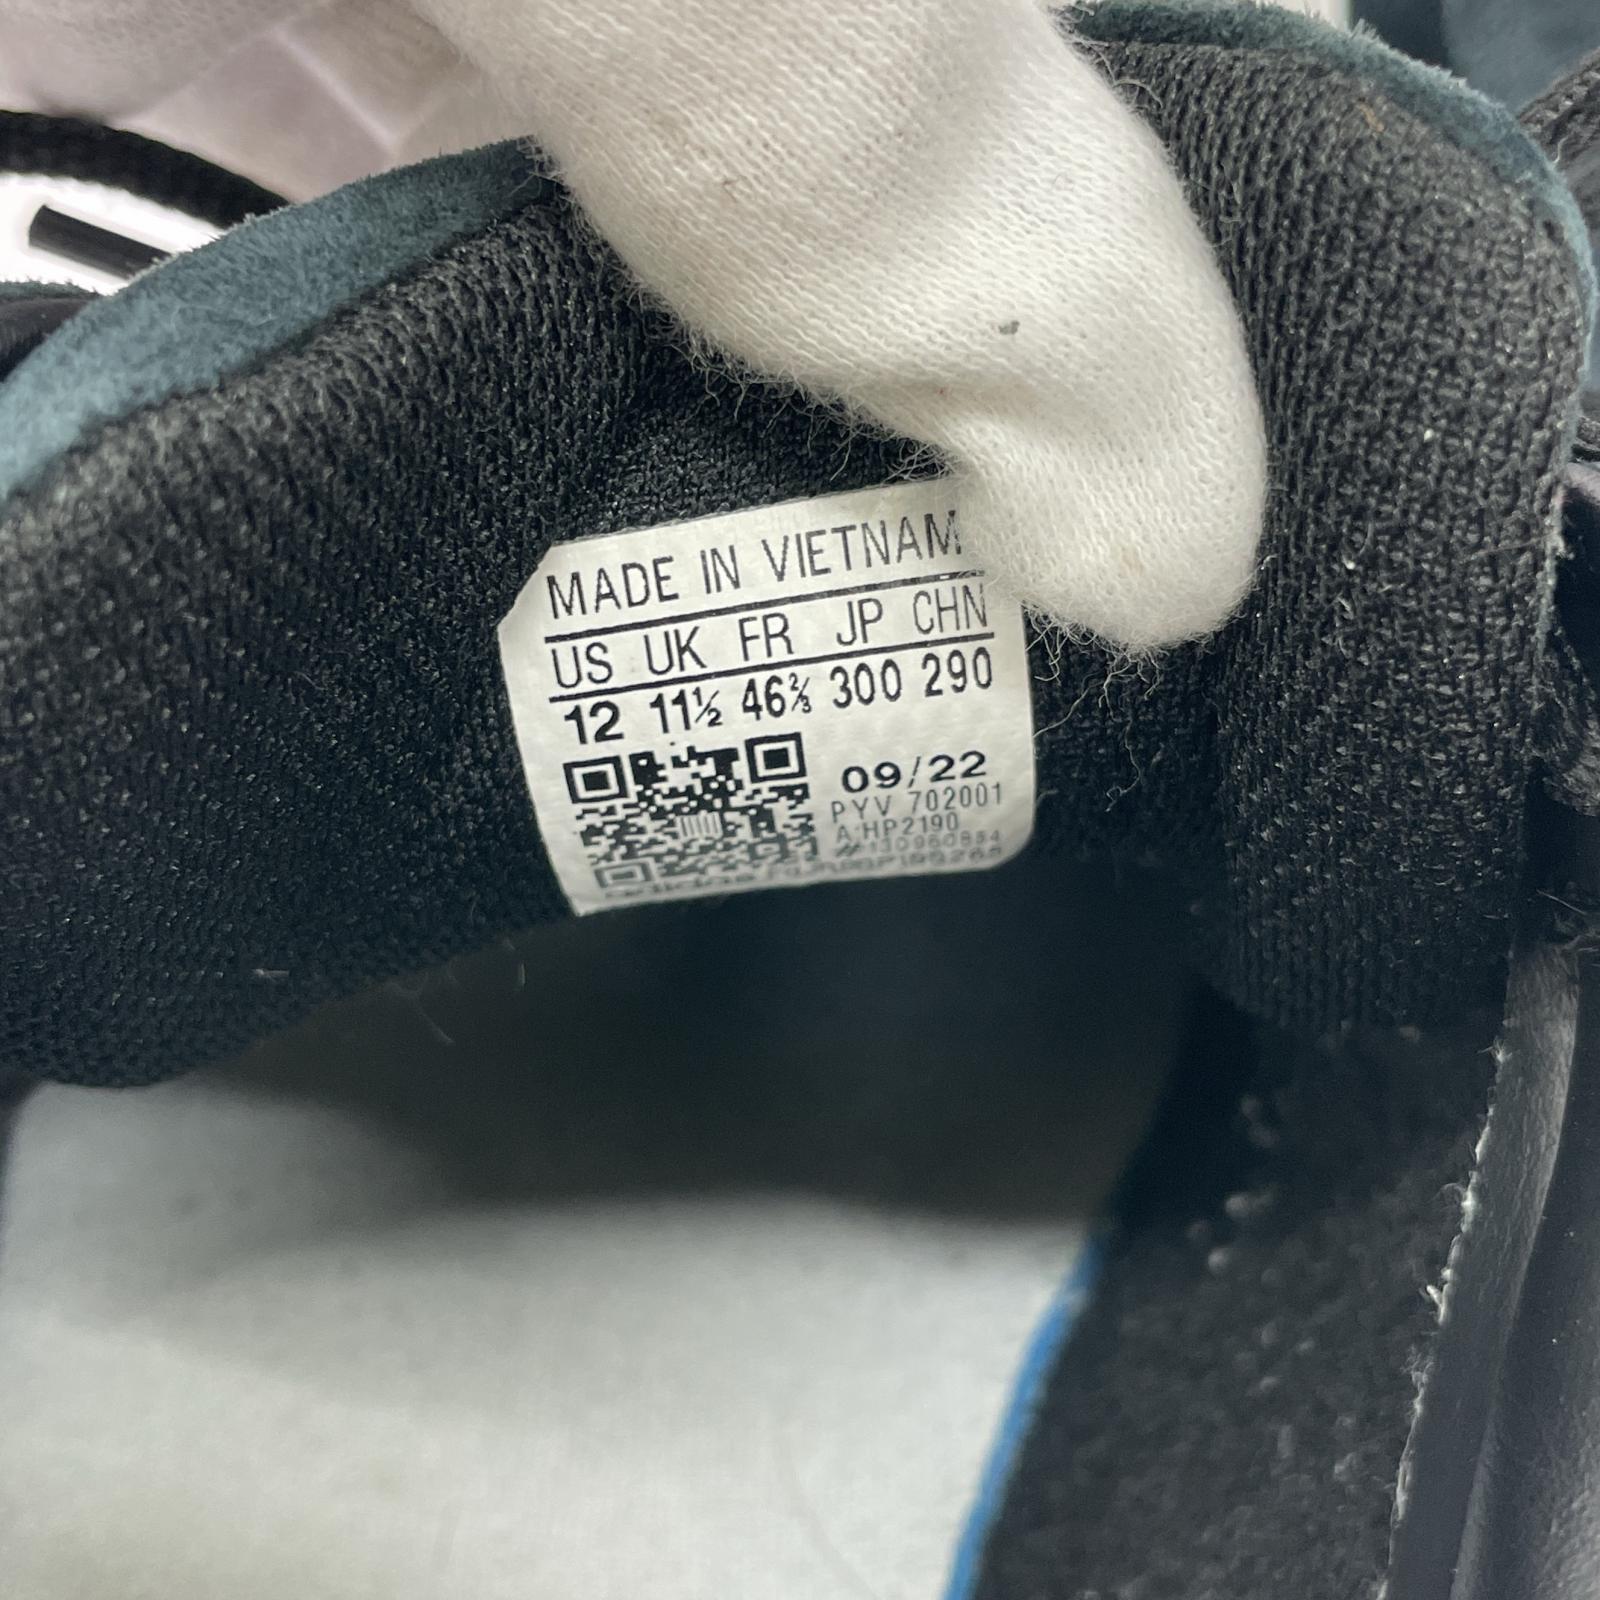 MADE IN VIETNAM
US UK FR JP CHN
12 11½ 46⅔ 300 290
09/22
PYV 702001
A:HP2190